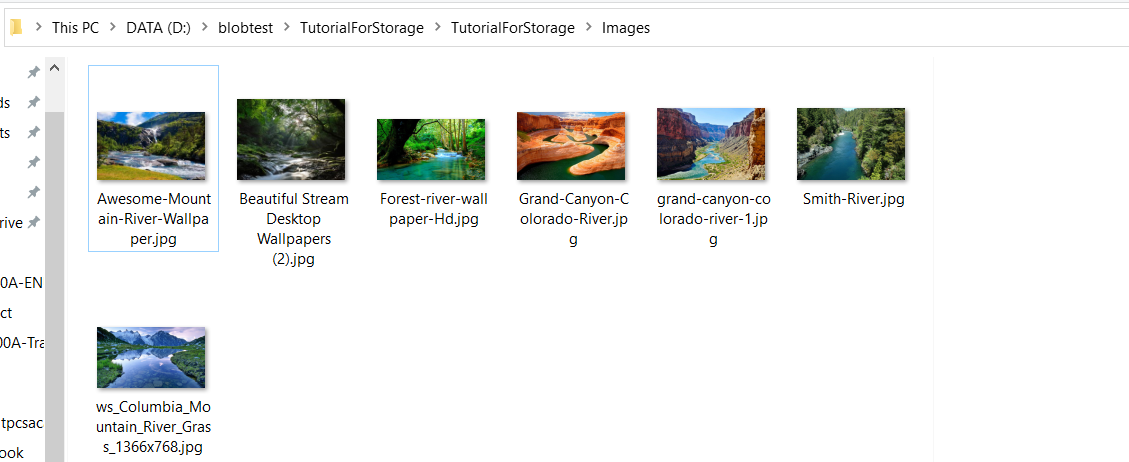 This PC > DATA (D:) > blobtest > TutorialForStorage > TutorialForStorage > Images
ds
ts
rive
0A-EN
ct
00A-Tra
tpcsac
ook
Awesome-Mount
ain-River-Wallpa
per.jpg
Beautiful Stream
Desktop
Wallpapers
(2).jpg
Forest-river-wall
paper-Hd.jpg
Grand-Canyon-C
olorado-River.jp
g
grand-canyon-co
lorado-river-1.jp
g
Smith-River.jpg
ws_Columbia_Mo
untain_River_Gras
s_1366x768.jpg